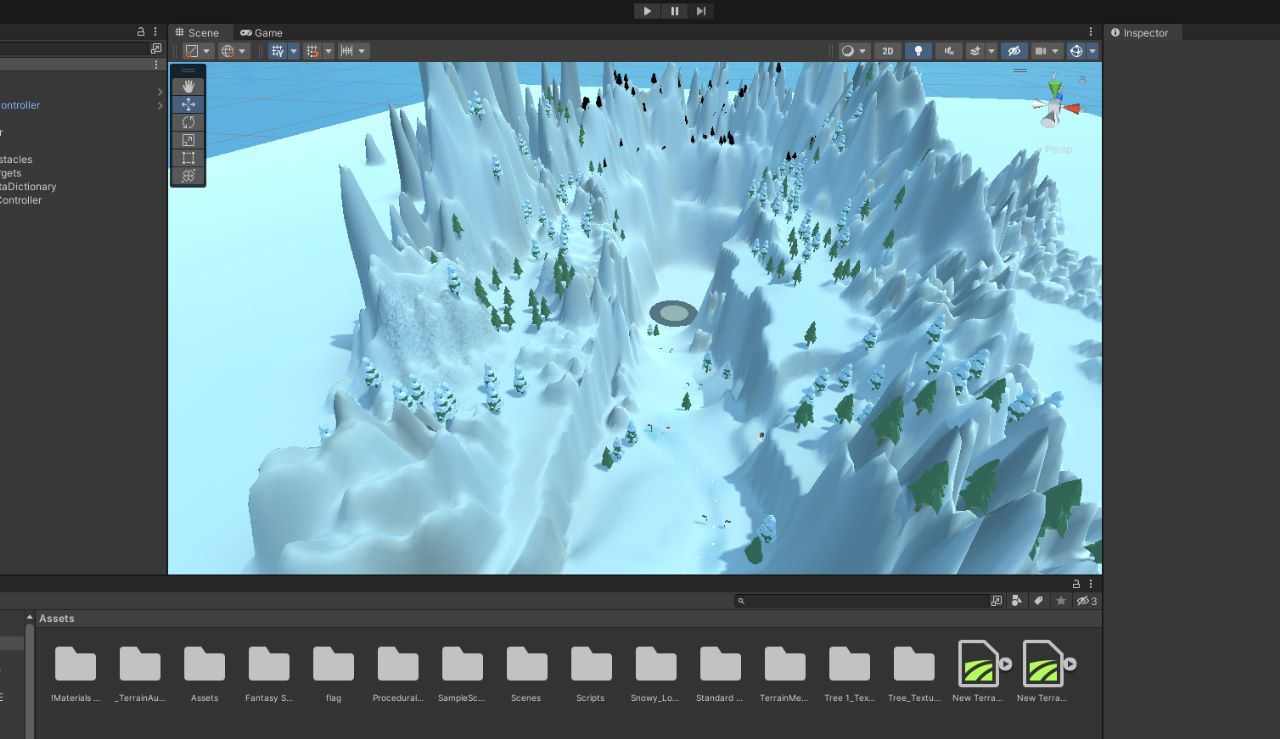 Scene
Game
Inspector
2D
Persp
y
ontroller
r
stacles
rgets
taDictionary
Controller
3
Assets
!Materials ...
_TerrainAu...
Assets
Fantasy S...
flag
Procedural...
SampleSc...
Scenes
Scripts
Snowy_Lo...
Standard ...
TerrainMe...
Tree 1_Tex...
Tree_Textu...
New Terra...
New Terra...
E